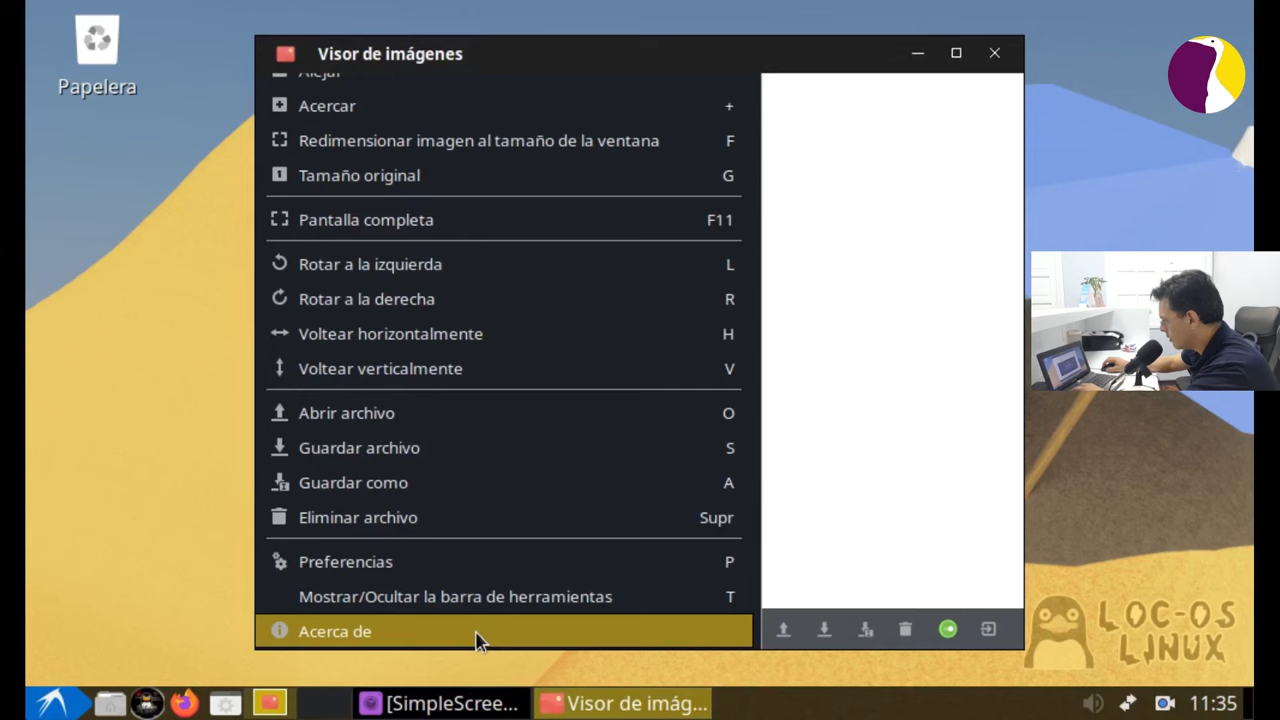 Papelera
Visor de imágenes
Alejar
Acercar +
Redimensionar imagen al tamaño de la ventana F
Tamaño original G
Pantalla completa F11
Rotar a la izquierda L
Rotar a la derecha R
Voltear horizontalmente H
Voltear verticalmente V
Abrir archivo O
Guardar archivo S
Guardar como A
Eliminar archivo Supr
Preferencias P
Mostrar/Ocultar la barra de herramientas T
Acerca de
LOC-OS
LINUX
[SimpleScree...
Visor de imág...
11:35